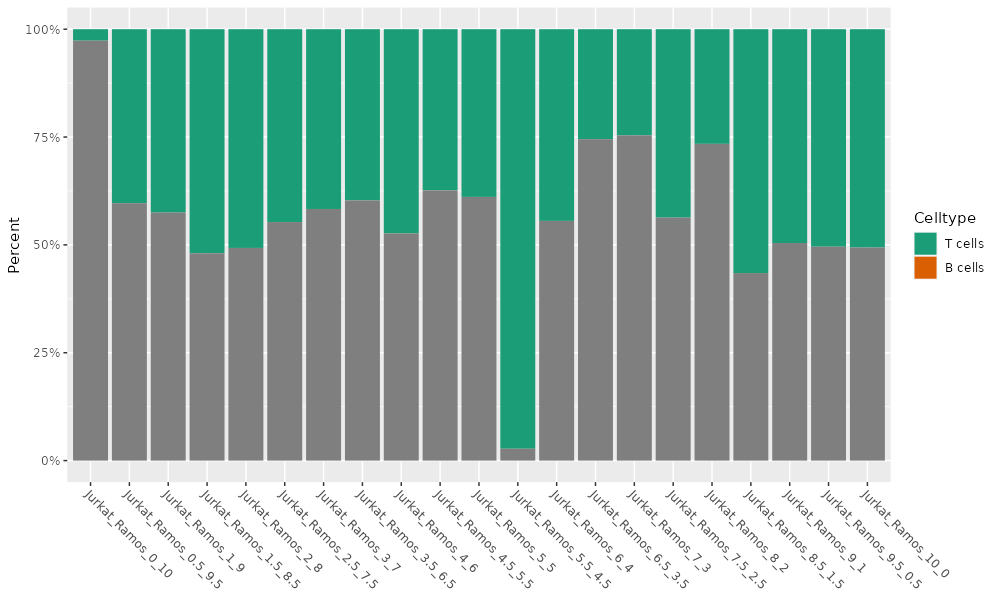 100%
75%
50%
25%
0%
Percent
Jurkat_Ramos_0_10
Jurkat_Ramos_0.5_9.5
Jurkat_Ramos_1_9
Jurkat_Ramos_1.5_8.5
Jurkat_Ramos_2_8
Jurkat_Ramos_2.5_7.5
Jurkat_Ramos_3_7
Jurkat_Ramos_3.5_6.5
Jurkat_Ramos_4_6
Jurkat_Ramos_4.5_5.5
Jurkat_Ramos_5_5
Jurkat_Ramos_5.5_4.5
Jurkat_Ramos_6_4
Jurkat_Ramos_6.5_3.5
Jurkat_Ramos_7_3
Jurkat_Ramos_7.5_2.5
Jurkat_Ramos_8_2
Jurkat_Ramos_8.5_1.5
Jurkat_Ramos_9_1
Jurkat_Ramos_9.5_0.5
Jurkat_Ramos_10_0
Celltype
T cells
B cells